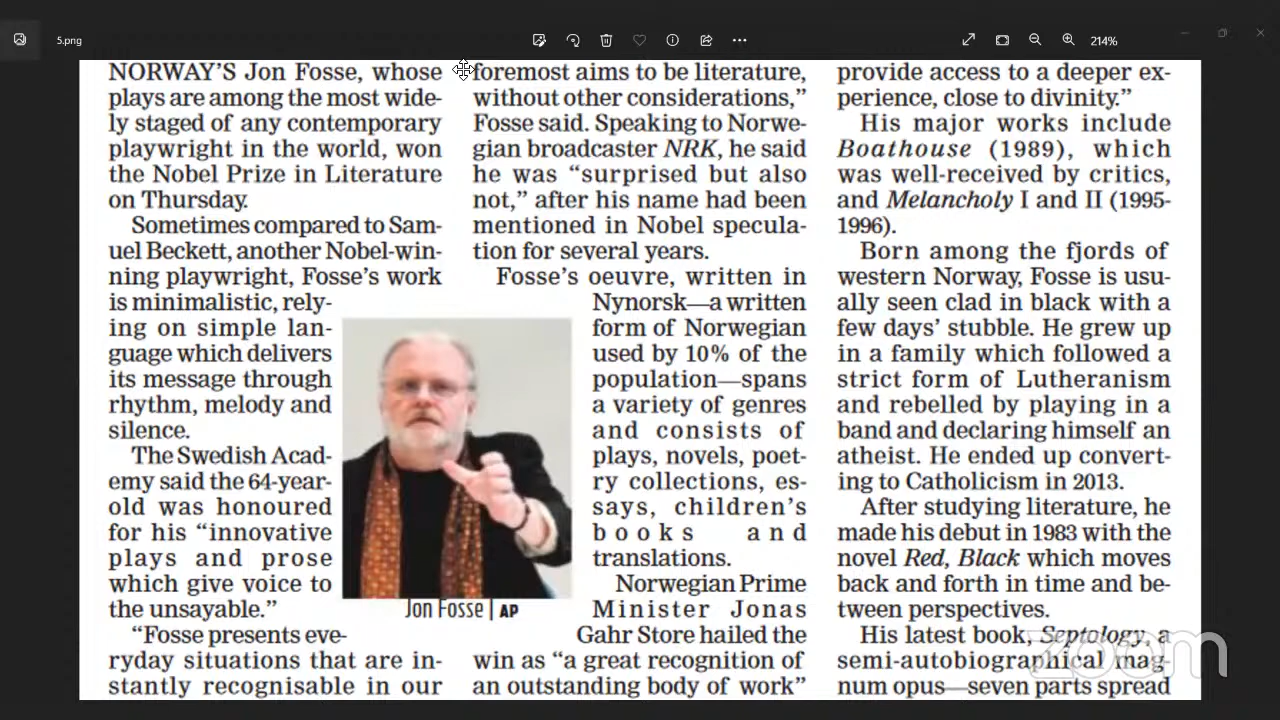 5.png
214%
NORWAY'S Jon Fosse, whose
plays are among the most wide-
ly staged of any contemporary
playwright in the world, won
the Nobel Prize in Literature
on Thursday.
Sometimes compared to Sam-
uel Beckett, another Nobel-win-
ning playwright, Fosse's work
is minimalistic, rely-
ing on simple lan-
guage which delivers
its message through
rhythm, melody and
silence.
The Swedish Acad-
emy said the 64-year-
old was honoured
for his “innovative
plays and prose
which give voice to
the unsayable.”
“Fosse presents eve-
ryday situations that are in-
stantly recognisable in our
Jon Fosse | AP
foremost aims to be literature,
without other considerations,”
Fosse said. Speaking to Norwe-
gian broadcaster NRK, he said
he was “surprised but also
not,” after his name had been
mentioned in Nobel specula-
tion for several years.
Fosse's oeuvre, written in
Nynorsk—a written
form of Norwegian
used by 10% of the
population—spans
a variety of genres
and consists of
plays, novels, poet-
ry collections, es-
says, children's
books and
translations.
Norwegian Prime
Minister Jonas
Gahr Store hailed the
win as “a great recognition of
an outstanding body of work”
provide access to a deeper ex-
perience, close to divinity.”
His major works include
Boathouse (1989), which
was well-received by critics,
and Melancholy I and II (1995-
1996).
Born among the fjords of
western Norway, Fosse is usu-
ally seen clad in black with a
few days' stubble. He grew up
in a family which followed a
strict form of Lutheranism
and rebelled by playing in a
band and declaring himself an
atheist. He ended up convert-
ing to Catholicism in 2013.
After studying literature, he
made his debut in 1983 with the
novel Red, Black which moves
back and forth in time and be-
tween perspectives.
His latest book, Septology, a
semi-autobiographical mag-
num opus—seven parts spread
zoom